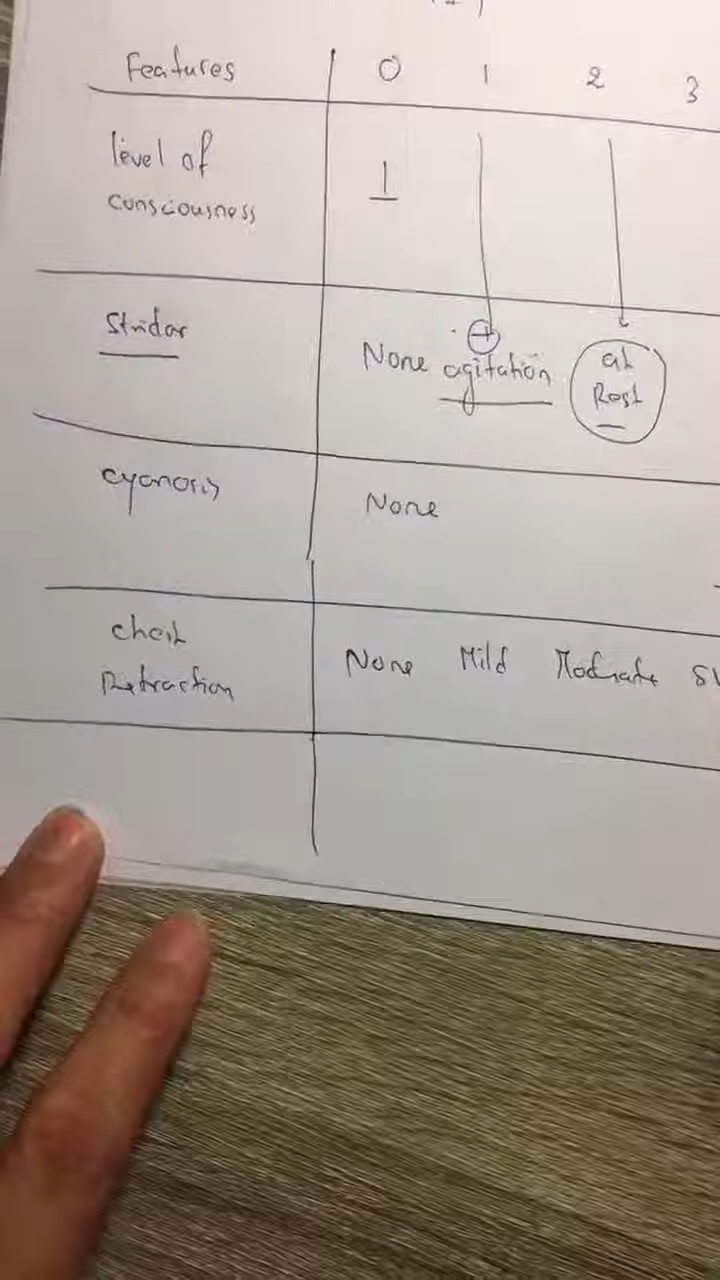 Features 0 1 2 3
level of
consciousness
Stridor
None agitation
at
Rest
cyanosis
None
chest
Retraction
None Mild Moderate